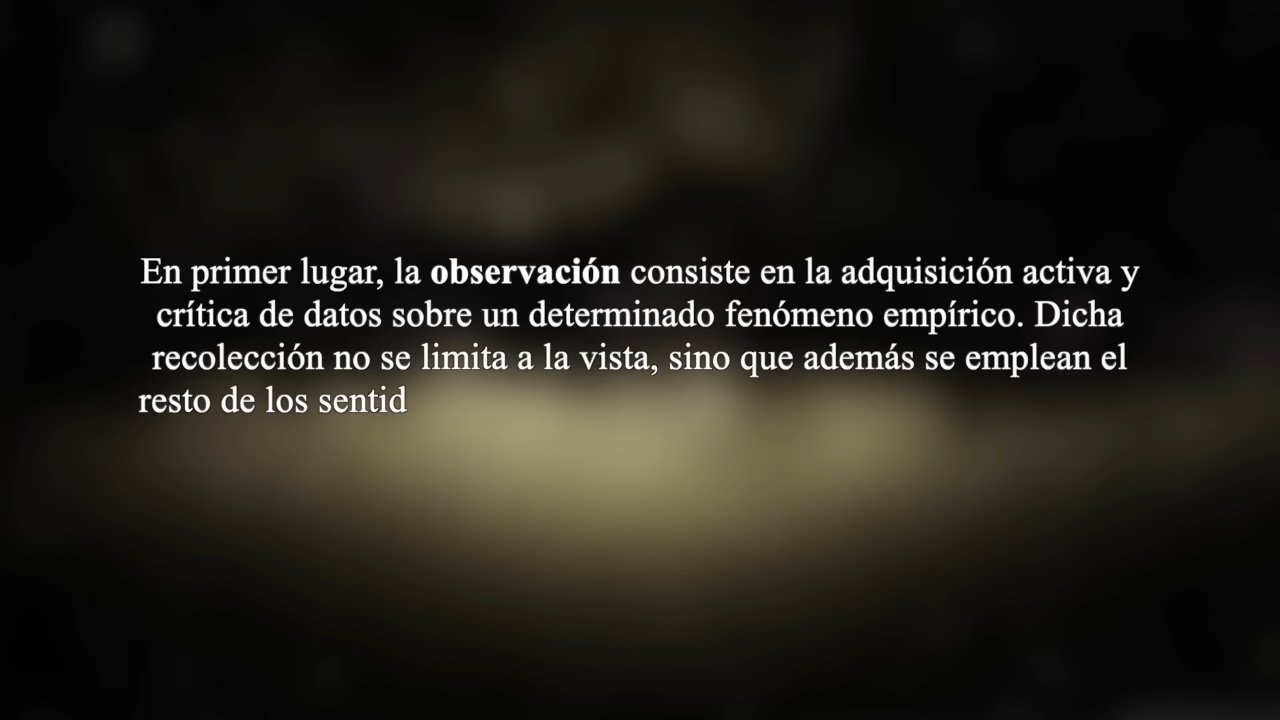 En primer lugar, la observación consiste en la adquisición activa y
crítica de datos sobre un determinado fenómeno empírico. Dicha
recolección no se limita a la vista, sino que además se emplean el
resto de los sentid